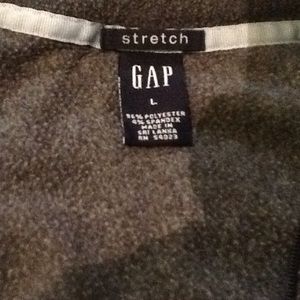 stretch
GAP
L
96% POLYESTER
4% SPANDEX
MADE IN
SRI LANKA
RN 54023